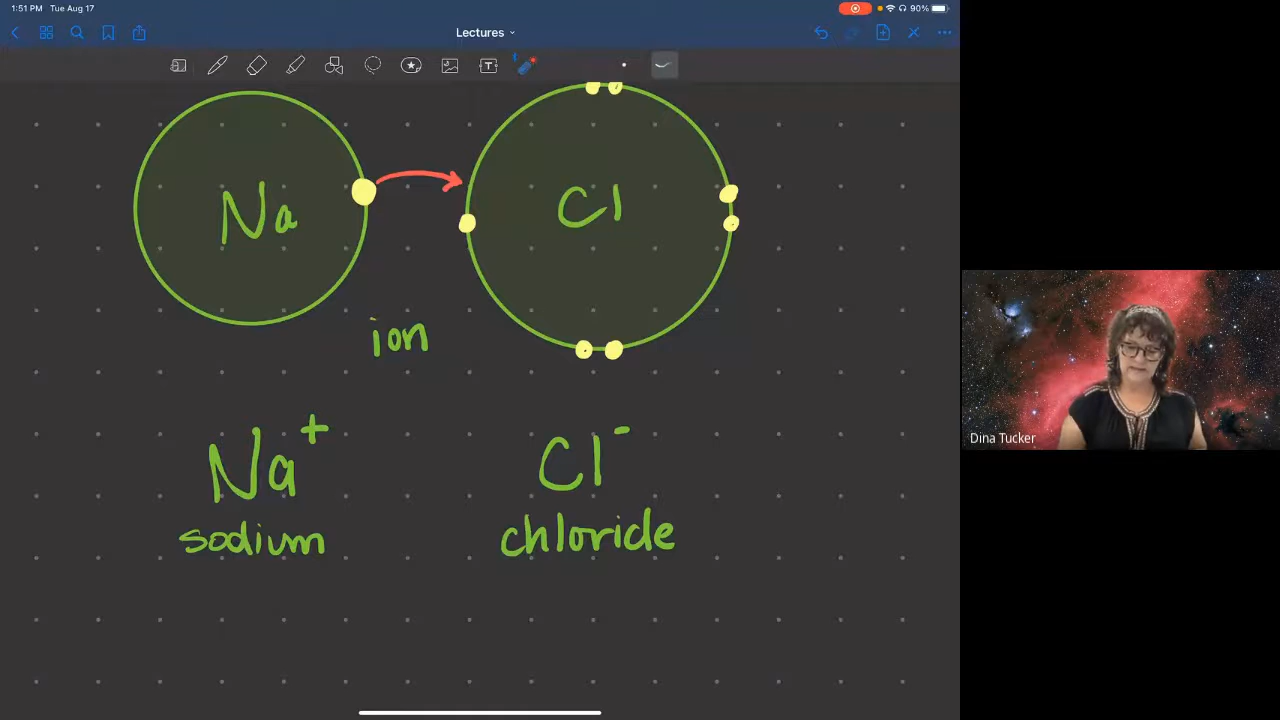 1:51 PM Tue Aug 17
90%
Lectures
T
Na
Cl
ion
Na+
Cl-
sodium
chloride
Dina Tucker